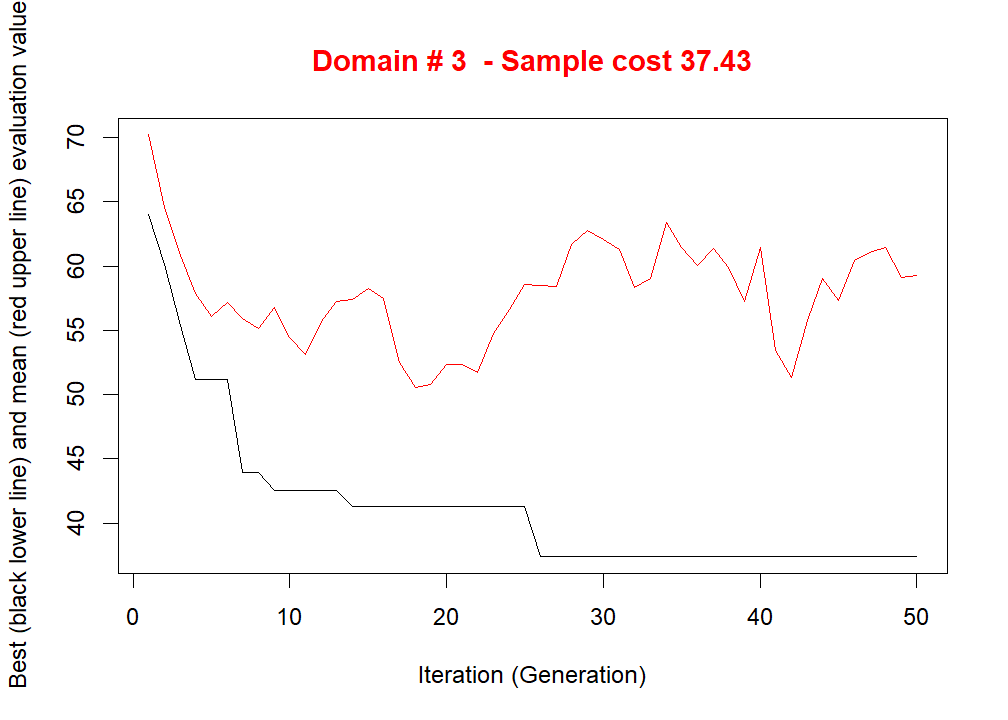 Domain # 3  - Sample cost 37.43
Best (black lower line) and mean (red upper line) evaluation value
70
65
60
55
50
45
40
0 10 20 30 40 50
Iteration (Generation)